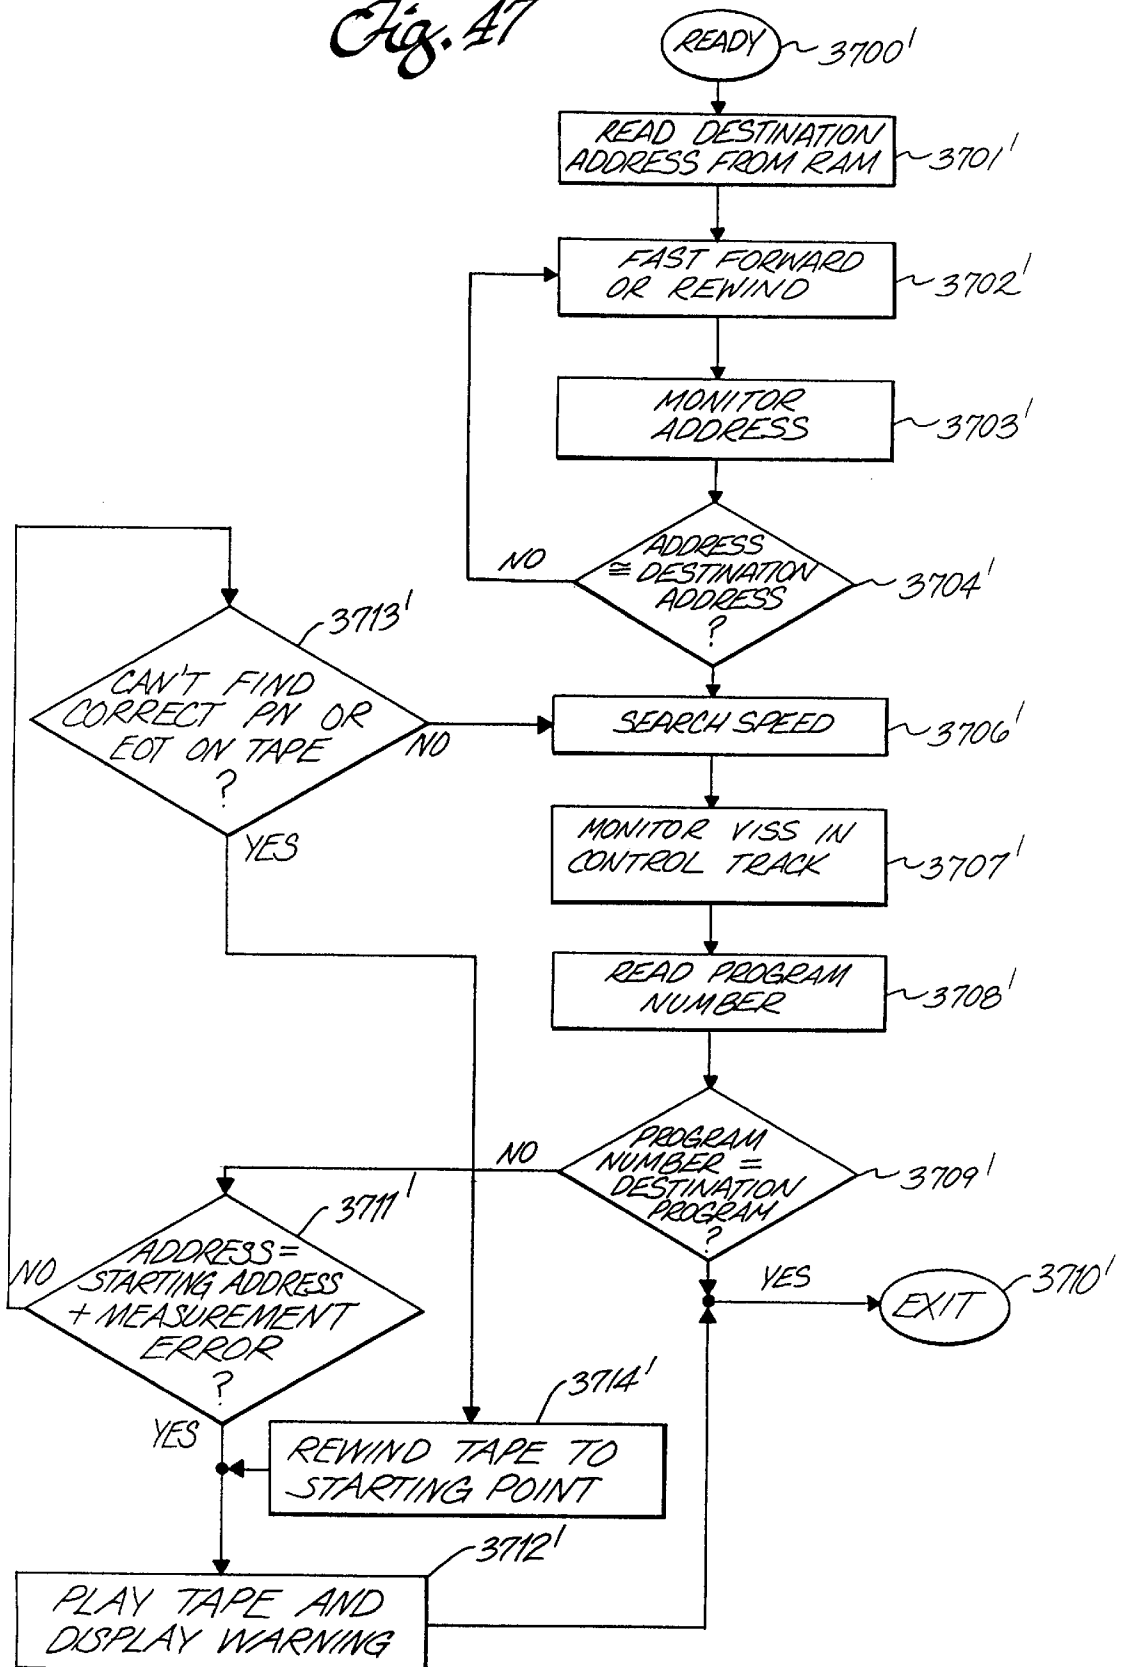 Fig. 47
READY
3700'
READ DESTINATION
ADDRESS FROM RAM
3701'
FAST FORWARD
OR REWIND
3702'
MONITOR
ADDRESS
3703'
ADDRESS
≅ DESTINATION
ADDRESS
?
3704'
NO
3713'
CAN'T FIND
CORRECT PN OR
EOT ON TAPE
?
NO
YES
SEARCH SPEED
3706'
MONITOR VISS IN
CONTROL TRACK
3707'
READ PROGRAM
NUMBER
3708'
PROGRAM
NUMBER =
DESTINATION
PROGRAM
?
3709'
NO
YES
EXIT
3710'
3711'
ADDRESS =
STARTING ADDRESS
+ MEASUREMENT
ERROR
?
NO
YES
3714'
REWIND TAPE TO
STARTING POINT
3712'
PLAY TAPE AND
DISPLAY WARNING